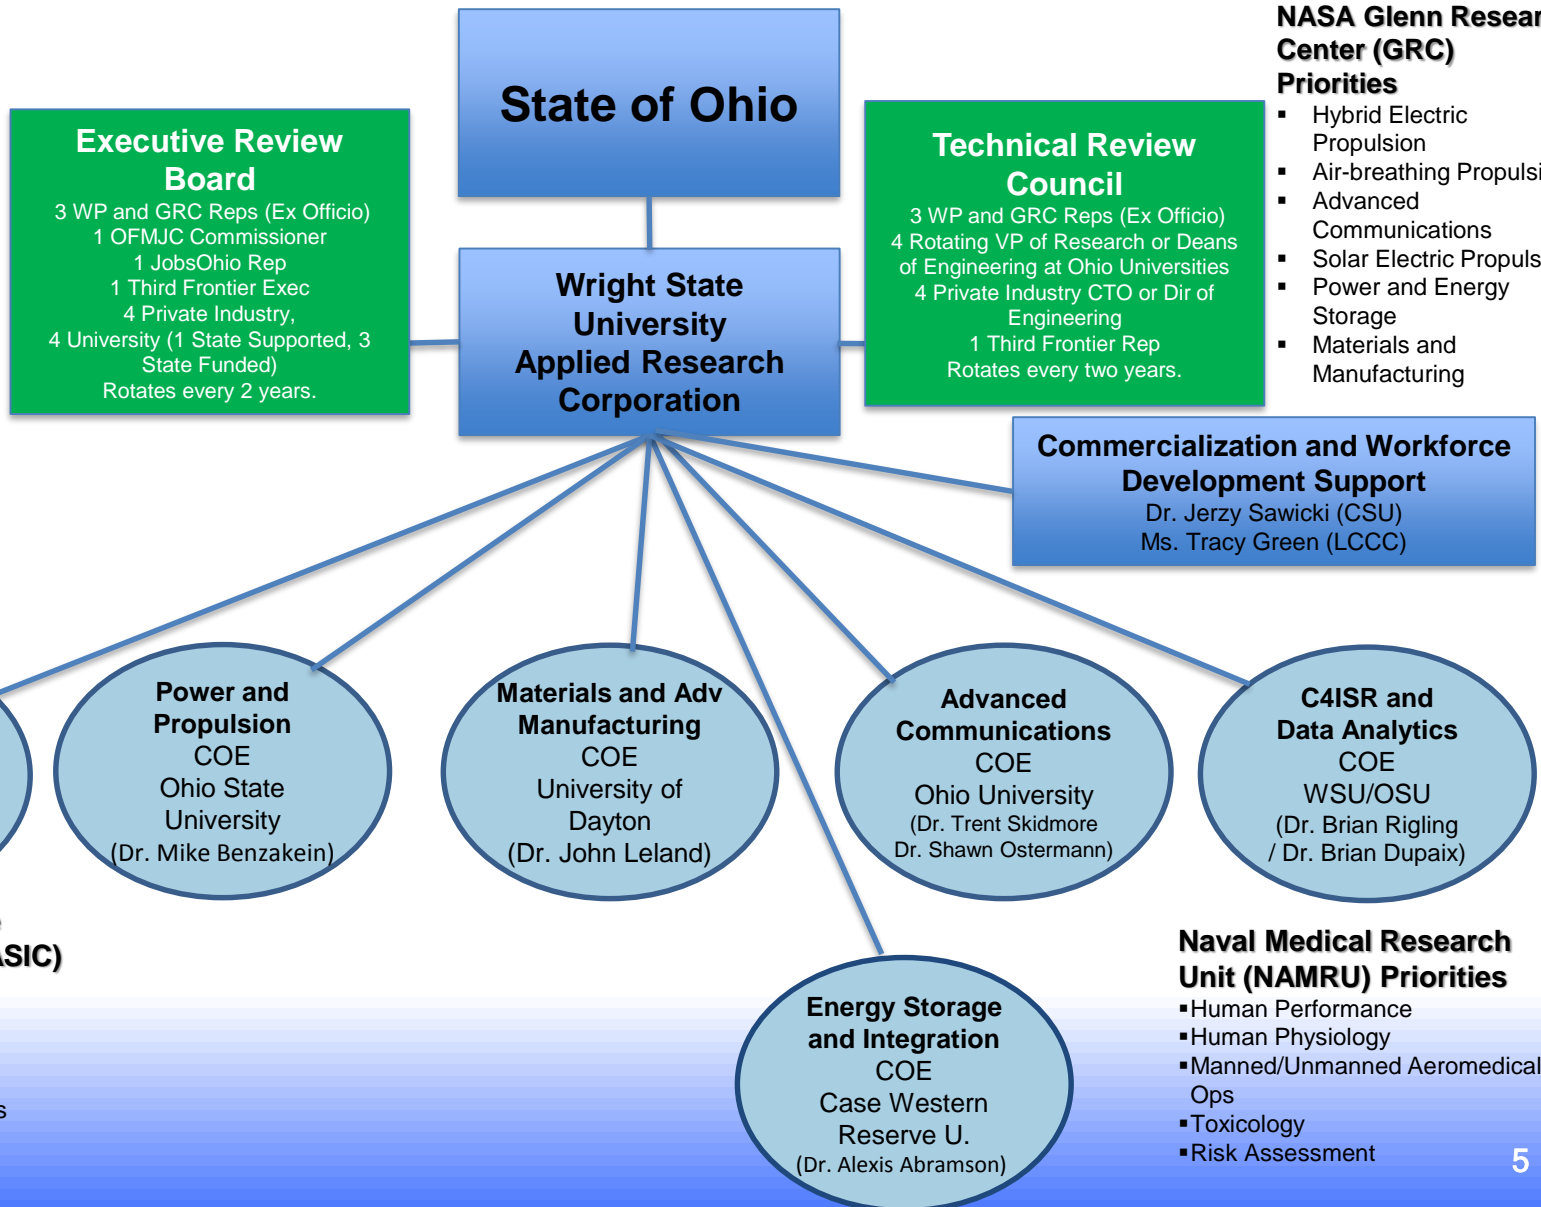 State of Ohio
NASA Glenn Resear
Center (GRC)
Priorities
▪ Hybrid Electric
Propulsion
▪ Air-breathing Propulsi
▪ Advanced
Communications
▪ Solar Electric Propuls
▪ Power and Energy
Storage
▪ Materials and
Manufacturing
Executive Review
Board
3 WP and GRC Reps (Ex Officio)
1 OFMJC Commissioner
1 JobsOhio Rep
1 Third Frontier Exec
4 Private Industry,
4 University (1 State Supported, 3
State Funded)
Rotates every 2 years.
Wright State
University
Applied Research
Corporation
Technical Review
Council
3 WP and GRC Reps (Ex Officio)
4 Rotating VP of Research or Deans
of Engineering at Ohio Universities
4 Private Industry CTO or Dir of
Engineering
1 Third Frontier Rep
Rotates every two years.
Commercialization and Workforce
Development Support
Dr. Jerzy Sawicki (CSU)
Ms. Tracy Green (LCCC)
Power and
Propulsion
COE
Ohio State
University
(Dr. Mike Benzakein)
Materials and Adv
Manufacturing
COE
University of
Dayton
(Dr. John Leland)
Advanced
Communications
COE
Ohio University
(Dr. Trent Skidmore
Dr. Shawn Ostermann)
C4ISR and
Data Analytics
COE
WSU/OSU
(Dr. Brian Rigling
/ Dr. Brian Dupaix)
ASIC)
s
Energy Storage
and Integration
COE
Case Western
Reserve U.
(Dr. Alexis Abramson)
Naval Medical Research
Unit (NAMRU) Priorities
▪Human Performance
▪Human Physiology
▪Manned/Unmanned Aeromedical
Ops
▪Toxicology
▪Risk Assessment
5